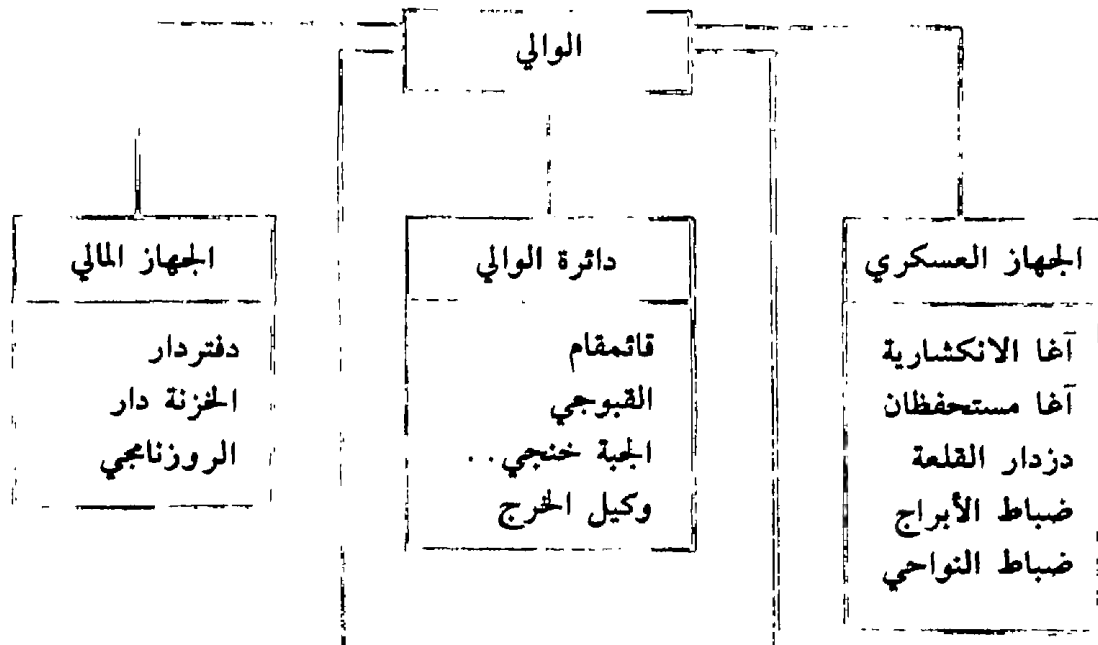 الوالي
الجهاز العسكري
آغا الانكشارية
آغا مستحفظان
دزدار القلعة
ضباط الأبراج
ضباط النواحي
دائرة الوالي
قائمقام
القبوجي
الجبة خنجي..
وكيل الخرج
الجهاز المالي
دفتردار
الخزنة دار
الروزنامجي